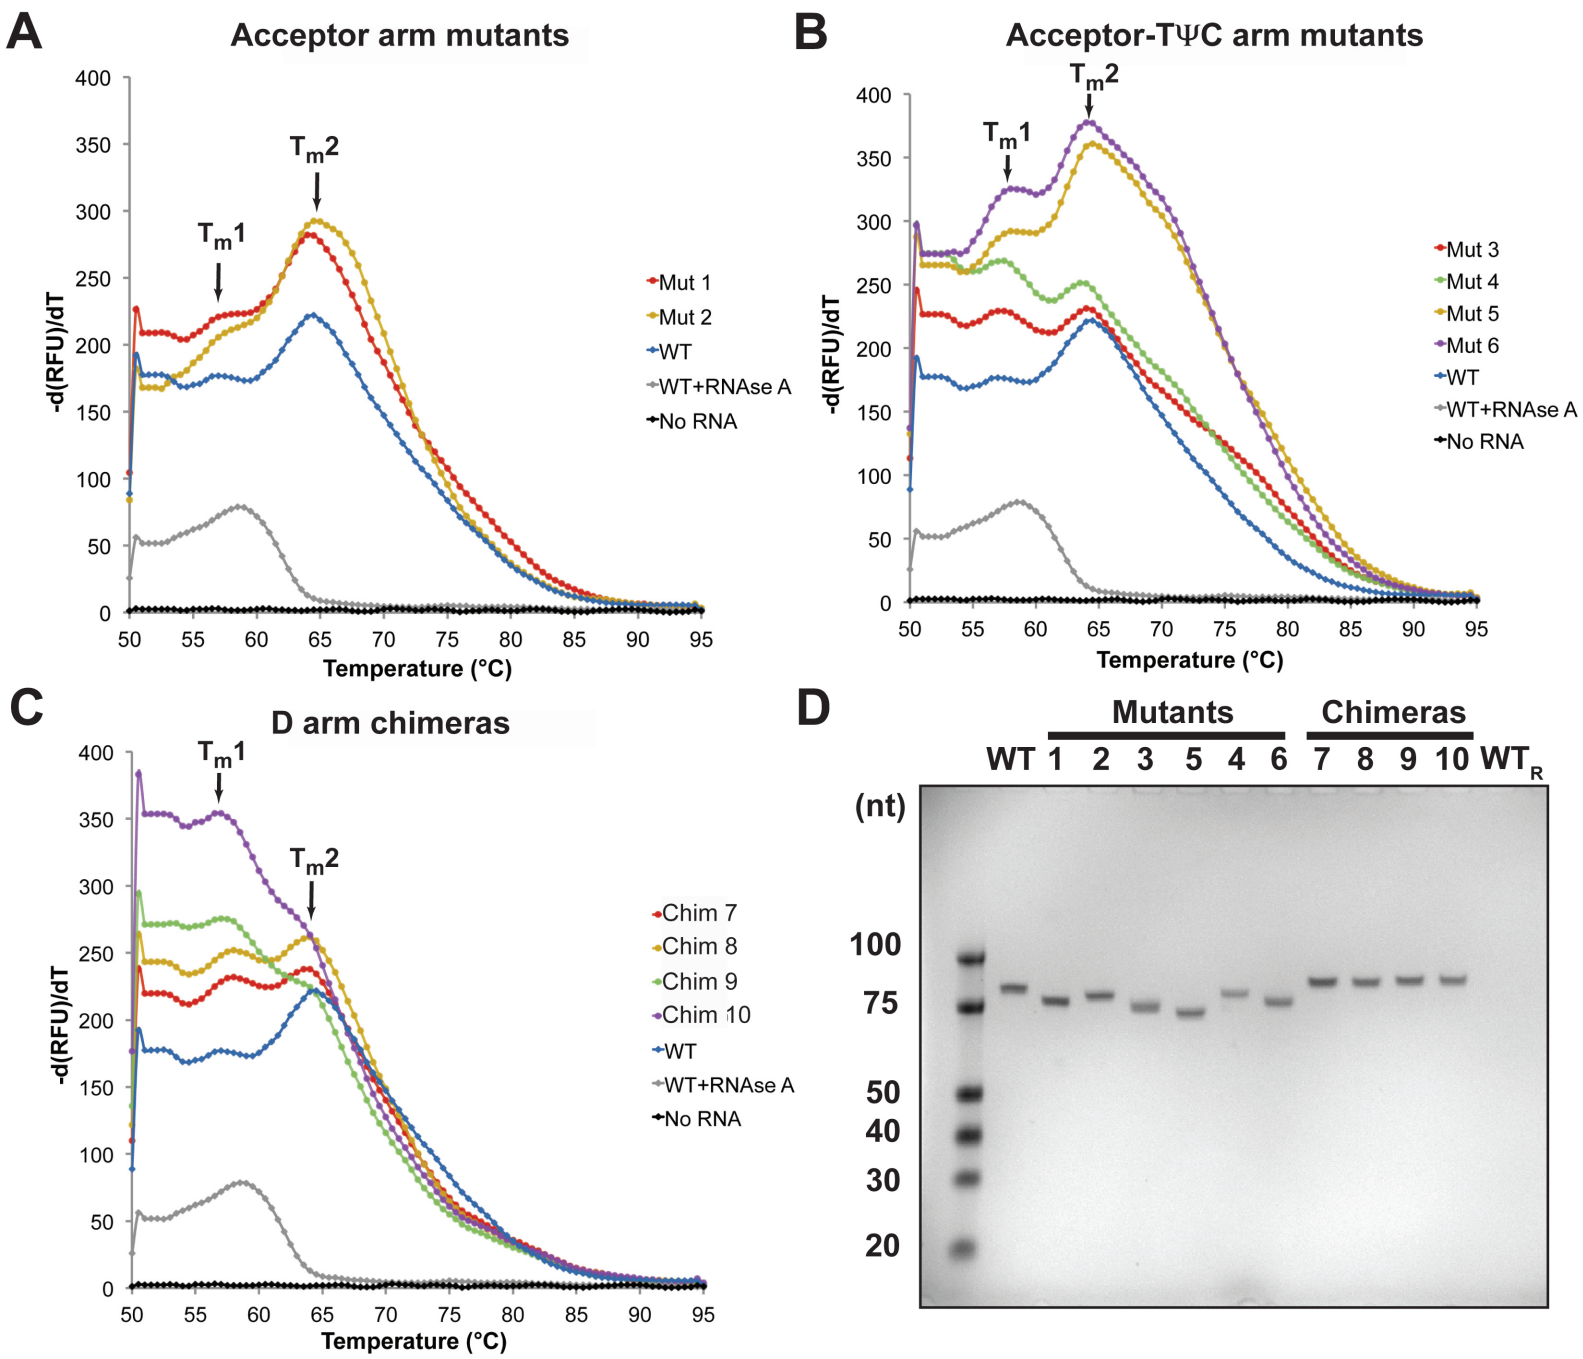 A
Acceptor arm mutants
400
350
300
250
200
150
100
50
0
-d(RFU)/dT
Tm1
Tm2
Mut 1
Mut 2
WT
WT+RNAse A
No RNA
50 55 60 65 70 75 80 85 90 95
Temperature (°C)
B
Acceptor-TΨC arm mutants
400
350
300
250
200
150
100
50
0
-d(RFU)/dT
Tm1
Tm2
Mut 3
Mut 4
Mut 5
Mut 6
WT
WT+RNAse A
No RNA
50 55 60 65 70 75 80 85 90 95
Temperature (°C)
C
D arm chimeras
400
350
300
250
200
150
100
50
0
-d(RFU)/dT
Tm1
Tm2
Chim 7
Chim 8
Chim 9
Chim 10
WT
WT+RNAse A
No RNA
50 55 60 65 70 75 80 85 90 95
Temperature (°C)
D
Mutants Chimeras
WT 1 2 3 5 4 6 7 8 9 10 WTR
(nt)
100
75
50
40
30
20